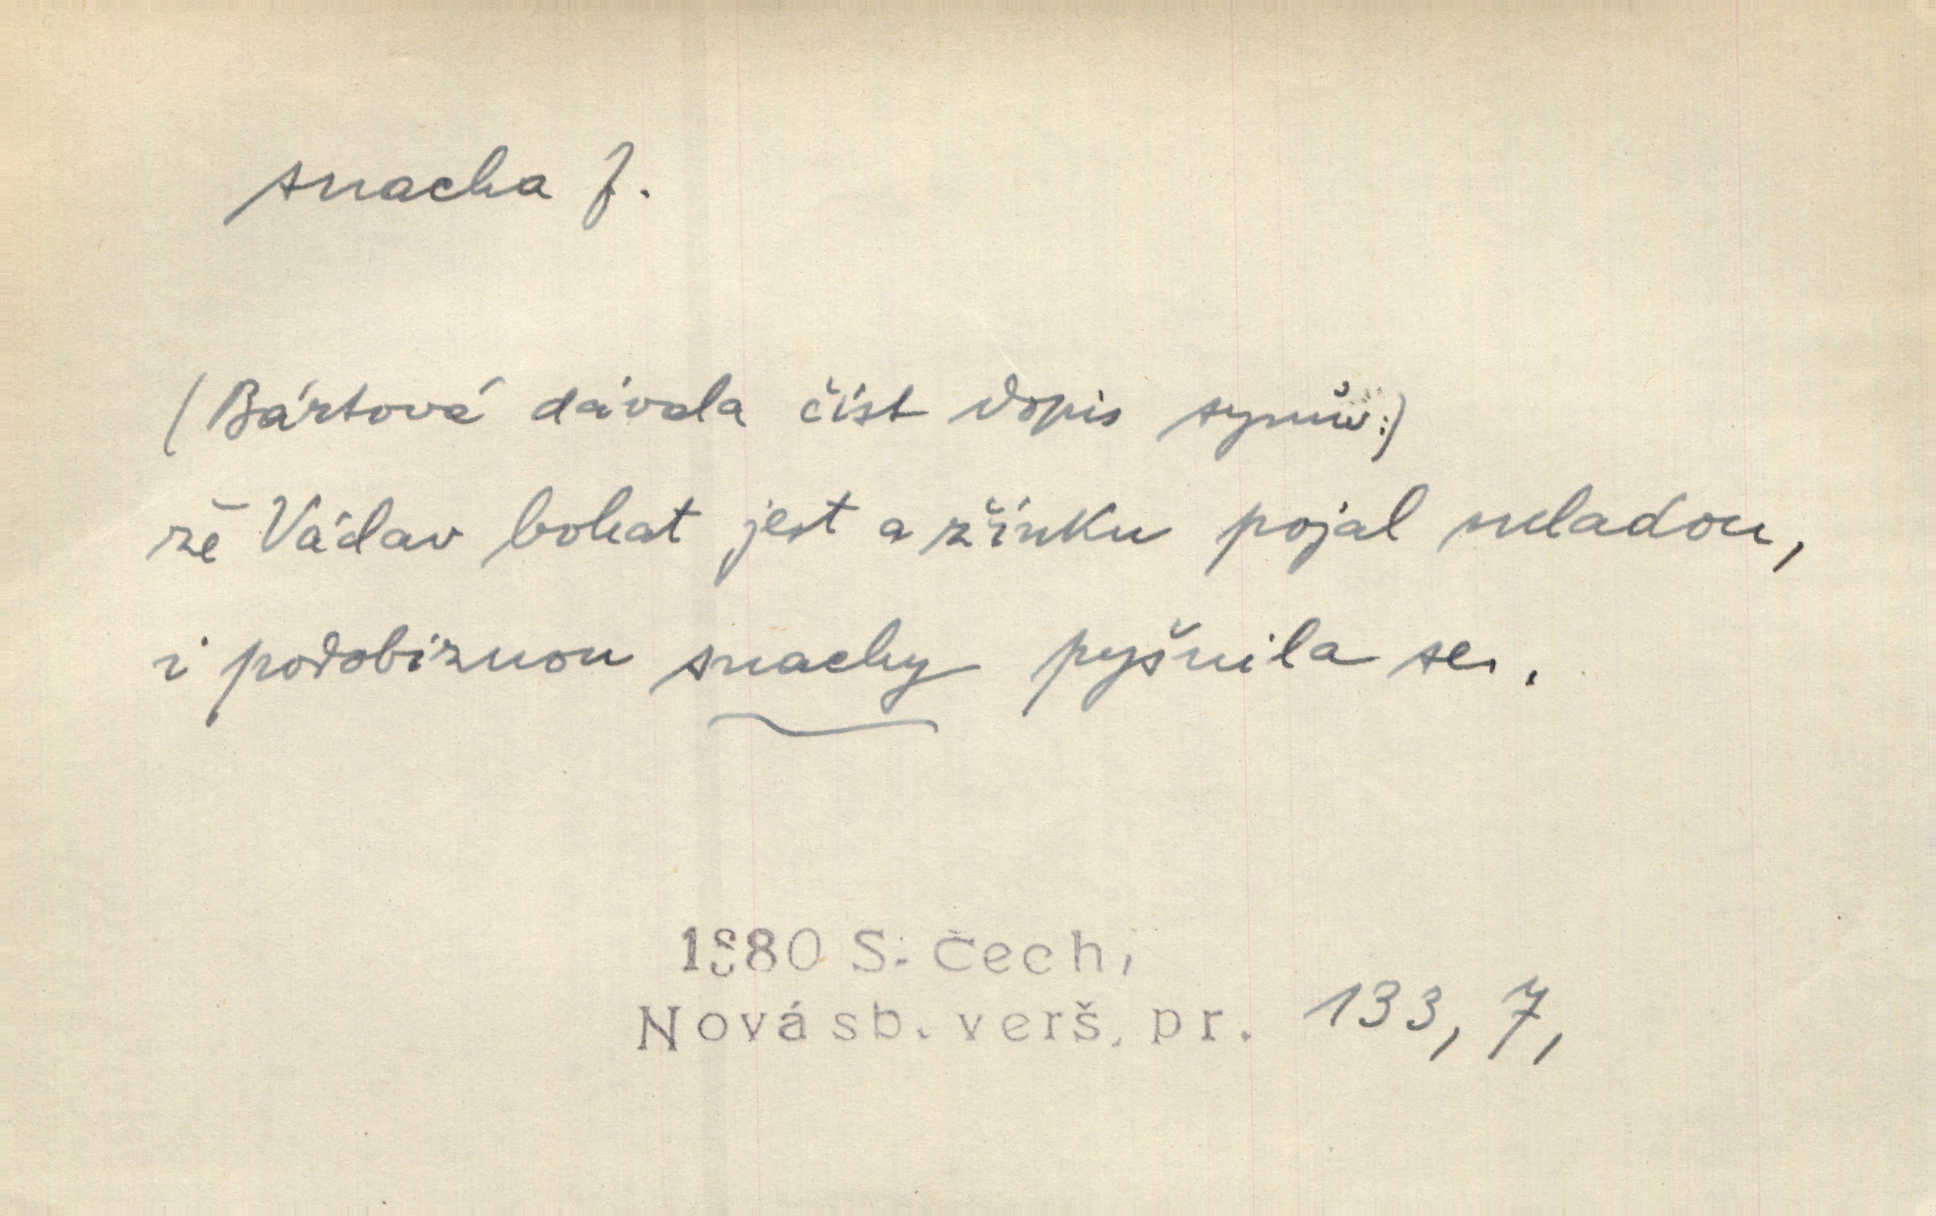 snacha f.
(Bártová dávala číst dopis synův:)
že Václav bohat jest a žínku pojal mladou,
i podobiznou snachy pyšnila se.
1880 S. Čech,
Nová sb. verš. pr. 133, 7,